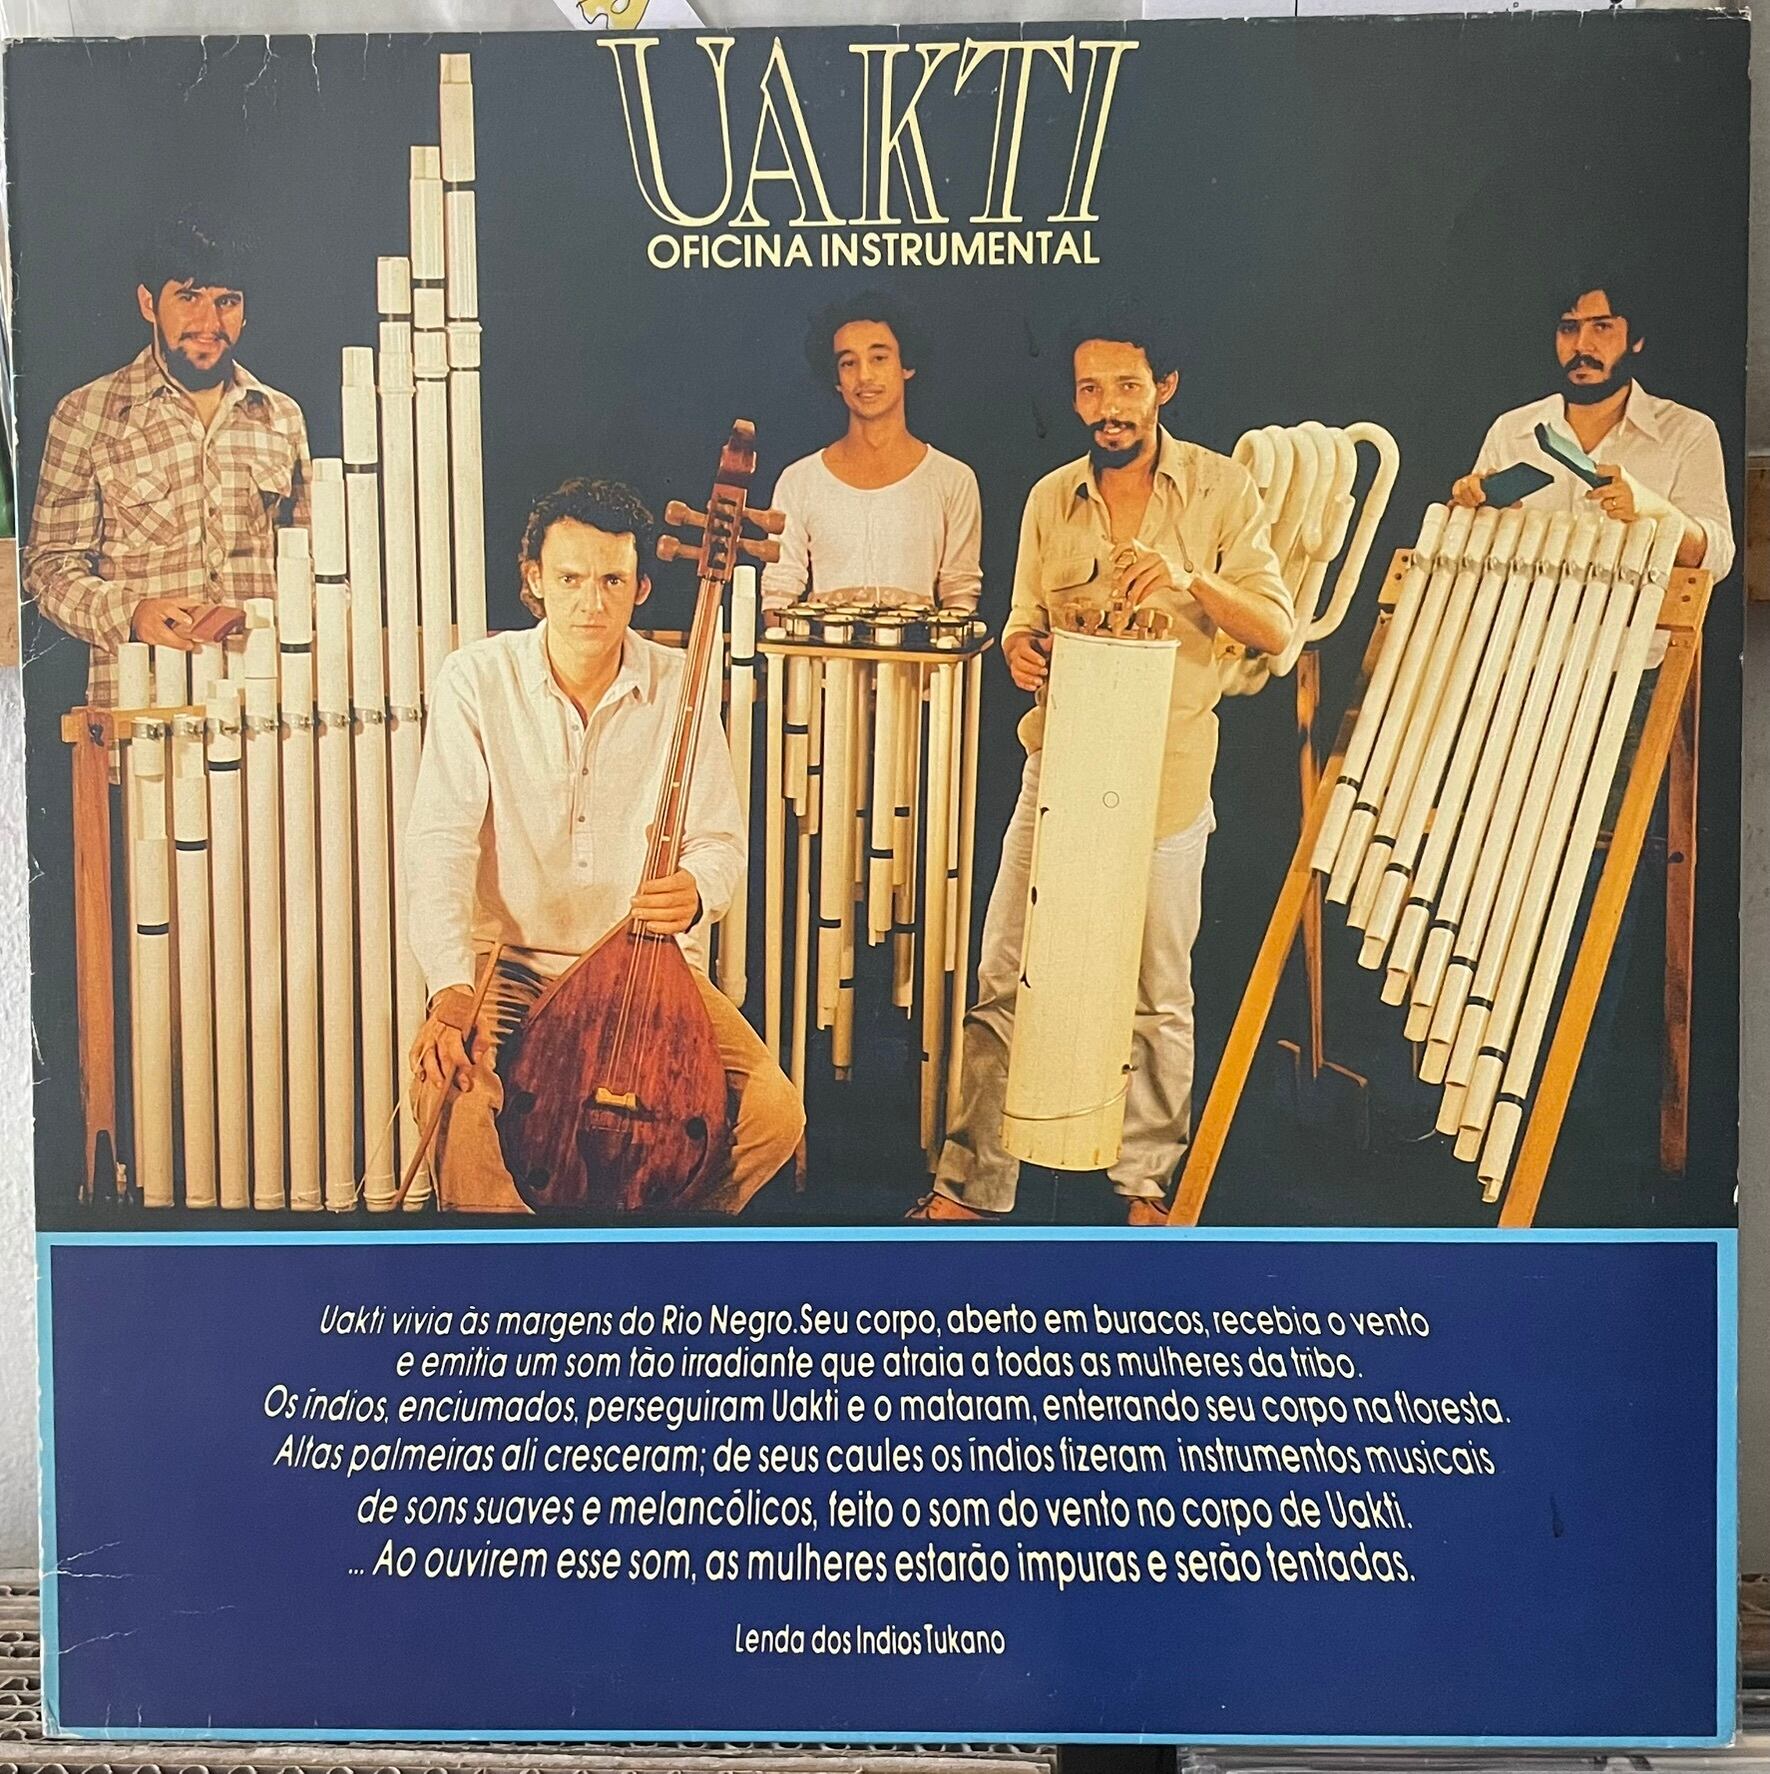 UAKTI
OFICINA INSTRUMENTAL
Uakti vivia às margens do Rio Negro. Seu corpo, aberto em buracos, recebia o vento
e emitia um som tão irradiante que atraia a todas as mulheres da tribo.
Os índios, enciumados, perseguiram Uakti e o mataram, enterrando seu corpo na floresta.
Altas palmeiras ali cresceram; de seus caules os índios fizeram instrumentos musicais
de sons suaves e melancólicos, feito o som do vento no corpo de Uakti.
... Ao ouvirem esse som, as mulheres estarão impuras e serão tentadas.
Lenda dos Indios Tukano